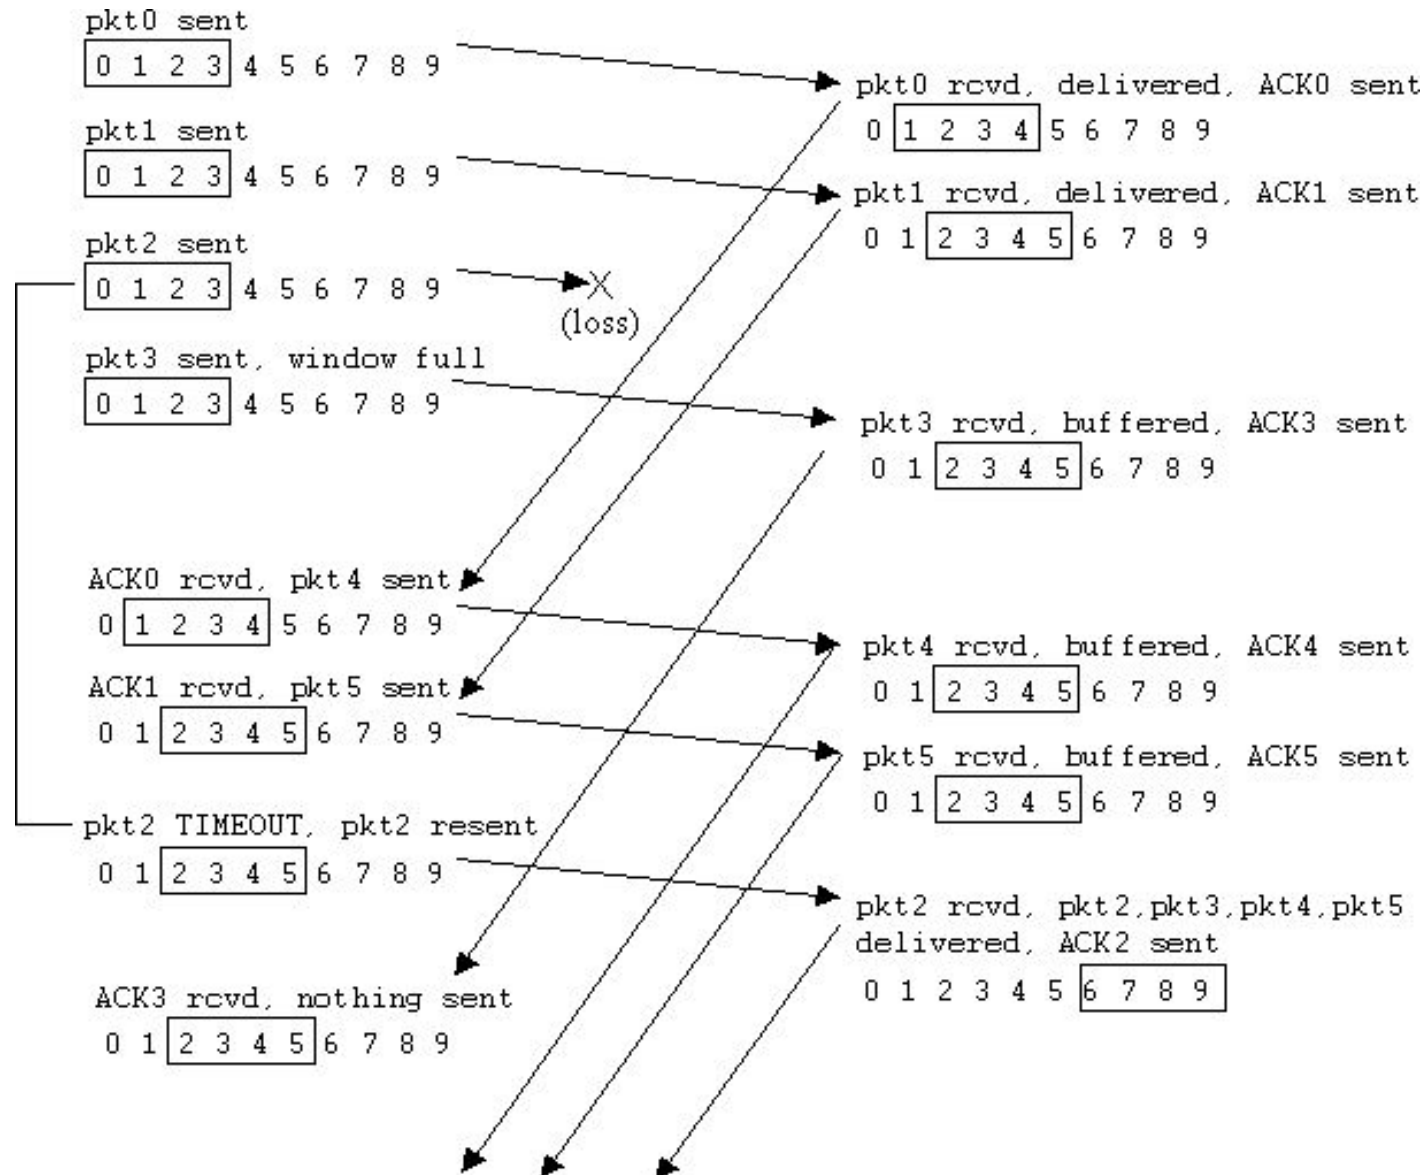 pkt0 sent
0 1 2 3 4 5 6 7 8 9
pkt0 rcvd, delivered, ACK0 sent
0 1 2 3 4 5 6 7 8 9
pkt1 sent
0 1 2 3 4 5 6 7 8 9
pkt1 rcvd, delivered, ACK1 sent
0 1 2 3 4 5 6 7 8 9
pkt2 sent
0 1 2 3 4 5 6 7 8 9
X
(loss)
pkt3 sent, window full
0 1 2 3 4 5 6 7 8 9
pkt3 rcvd, buffered, ACK3 sent
0 1 2 3 4 5 6 7 8 9
ACK0 rcvd, pkt4 sent
0 1 2 3 4 5 6 7 8 9
pkt4 rcvd, buffered, ACK4 sent
0 1 2 3 4 5 6 7 8 9
ACK1 rcvd, pkt5 sent
0 1 2 3 4 5 6 7 8 9
pkt5 rcvd, buffered, ACK5 sent
0 1 2 3 4 5 6 7 8 9
pkt2 TIMEOUT, pkt2 resent
0 1 2 3 4 5 6 7 8 9
pkt2 rcvd, pkt2,pkt3,pkt4,pkt5
delivered, ACK2 sent
0 1 2 3 4 5 6 7 8 9
ACK3 rcvd, nothing sent
0 1 2 3 4 5 6 7 8 9